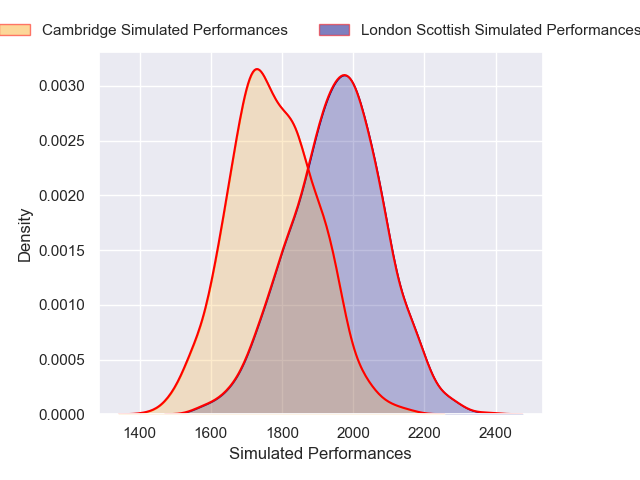 Cambridge Simulated Performances London Scottish Simulated Performances
0.0030
0.0025
0.0020
0.0015
0.0010
0.0005
0.0000
Density
1400 1600 1800 2000 2200 2400
Simulated Performances